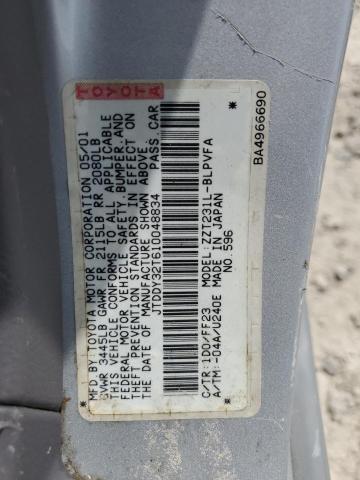 TOYOTA
MFD.BY:TOYOTA MOTOR CORPORATION 05/01
GVWR 3445LB GAWR FR 2115LB RR 2080LB
THIS VEHICLE CONFORMS TO ALL APPLICABLE
FEDERAL MOTOR VEHICLE SAFETY,BUMPER,AND
THEFT PREVENTION STANDARDS IN EFFECT ON
THE DATE OF MANUFACTURE SHOWN ABOVE.
JTDDY32T610048834 PASS.CAR
C/TR:1D0/FF23 MODEL:ZZT231L-BLPVFA
A/TM:-04A/U240E MADE IN JAPAN
NO.596
BA4966690